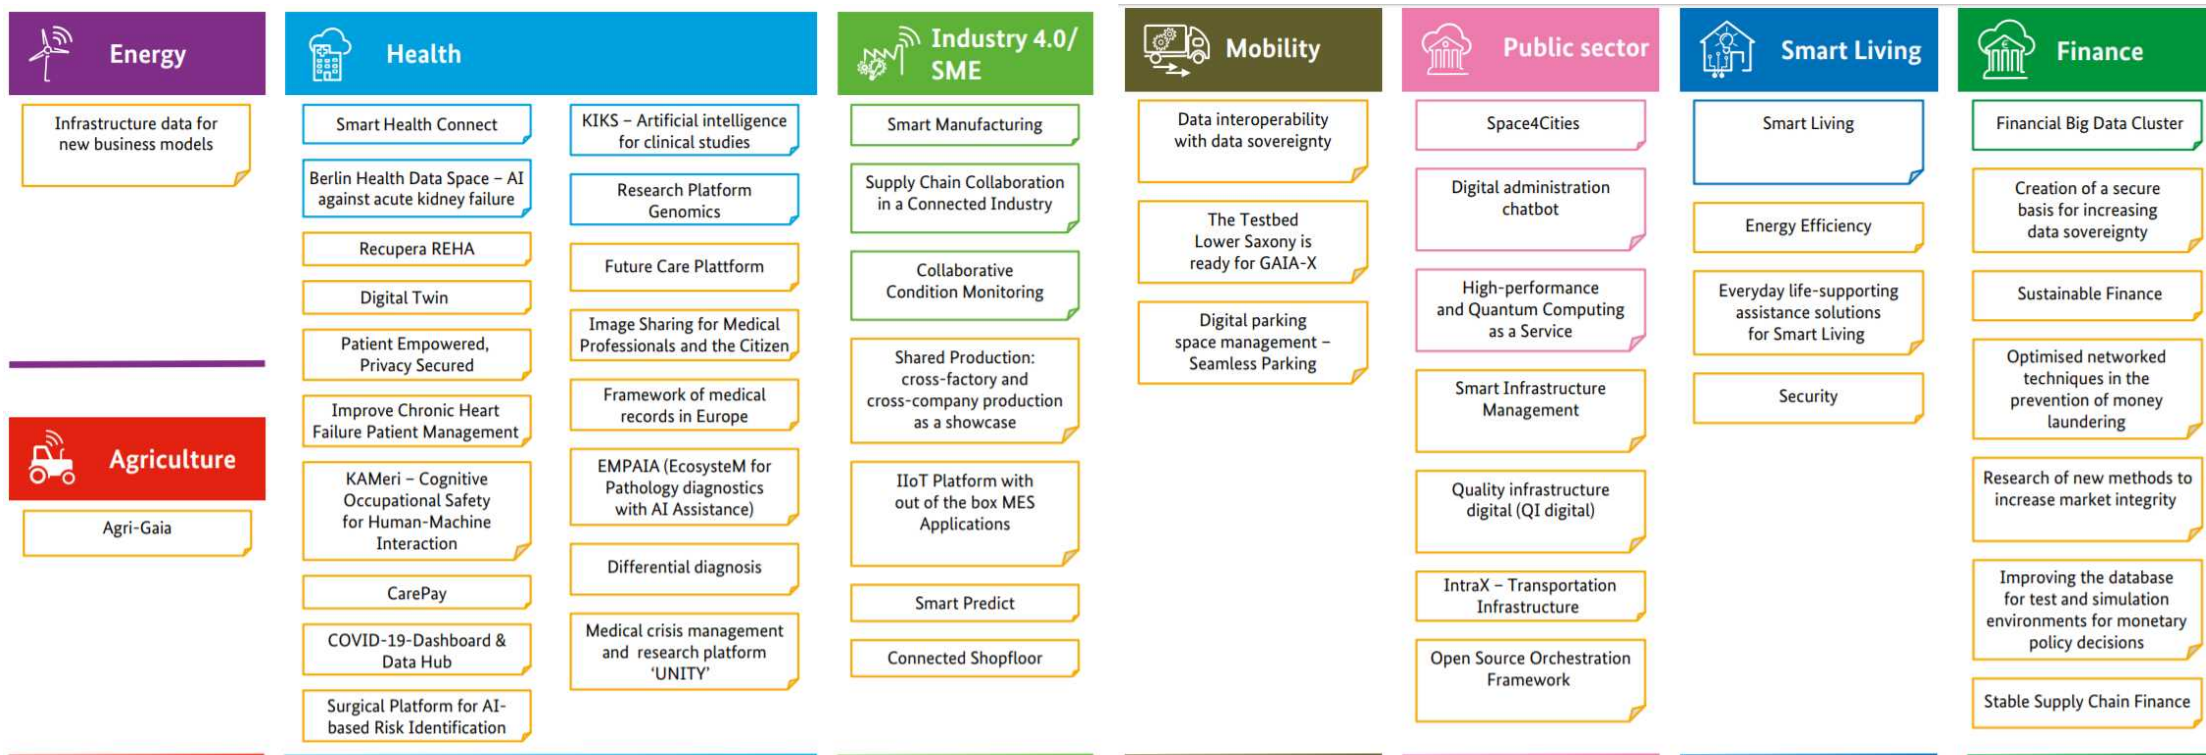 Energy
Infrastructure data for
new business models
Agriculture
Agri-Gaia
Health
Smart Health Connect
Berlin Health Data Space – AI
against acute kidney failure
Recupera REHA
Digital Twin
Patient Empowered,
Privacy Secured
Improve Chronic Heart
Failure Patient Management
KAMeri – Cognitive
Occupational Safety
for Human-Machine
Interaction
CarePay
COVID-19-Dashboard &
Data Hub
Surgical Platform for AI-
based Risk Identification
KIKS – Artificial intelligence
for clinical studies
Research Platform
Genomics
Future Care Plattform
Image Sharing for Medical
Professionals and the Citizen
Framework of medical
records in Europe
EMPAIA (EcosysteM for
Pathology diagnostics
with AI Assistance)
Differential diagnosis
Medical crisis management
and research platform
‘UNITY’
Industry 4.0/
SME
Smart Manufacturing
Supply Chain Collaboration
in a Connected Industry
Collaborative
Condition Monitoring
Shared Production:
cross-factory and
cross-company production
as a showcase
IIoT Platform with
out of the box MES
Applications
Smart Predict
Connected Shopfloor
Mobility
Data interoperability
with data sovereignty
The Testbed
Lower Saxony is
ready for GAIA-X
Digital parking
space management –
Seamless Parking
Public sector
Space4Cities
Digital administration
chatbot
High-performance
and Quantum Computing
as a Service
Smart Infrastructure
Management
Quality infrastructure
digital (QI digital)
IntraX – Transportation
Infrastructure
Open Source Orchestration
Framework
Smart Living
Smart Living
Energy Efficiency
Everyday life-supporting
assistance solutions
for Smart Living
Security
Finance
Financial Big Data Cluster
Creation of a secure
basis for increasing
data sovereignty
Sustainable Finance
Optimised networked
techniques in the
prevention of money
laundering
Research of new methods to
increase market integrity
Improving the database
for test and simulation
environments for monetary
policy decisions
Stable Supply Chain Finance